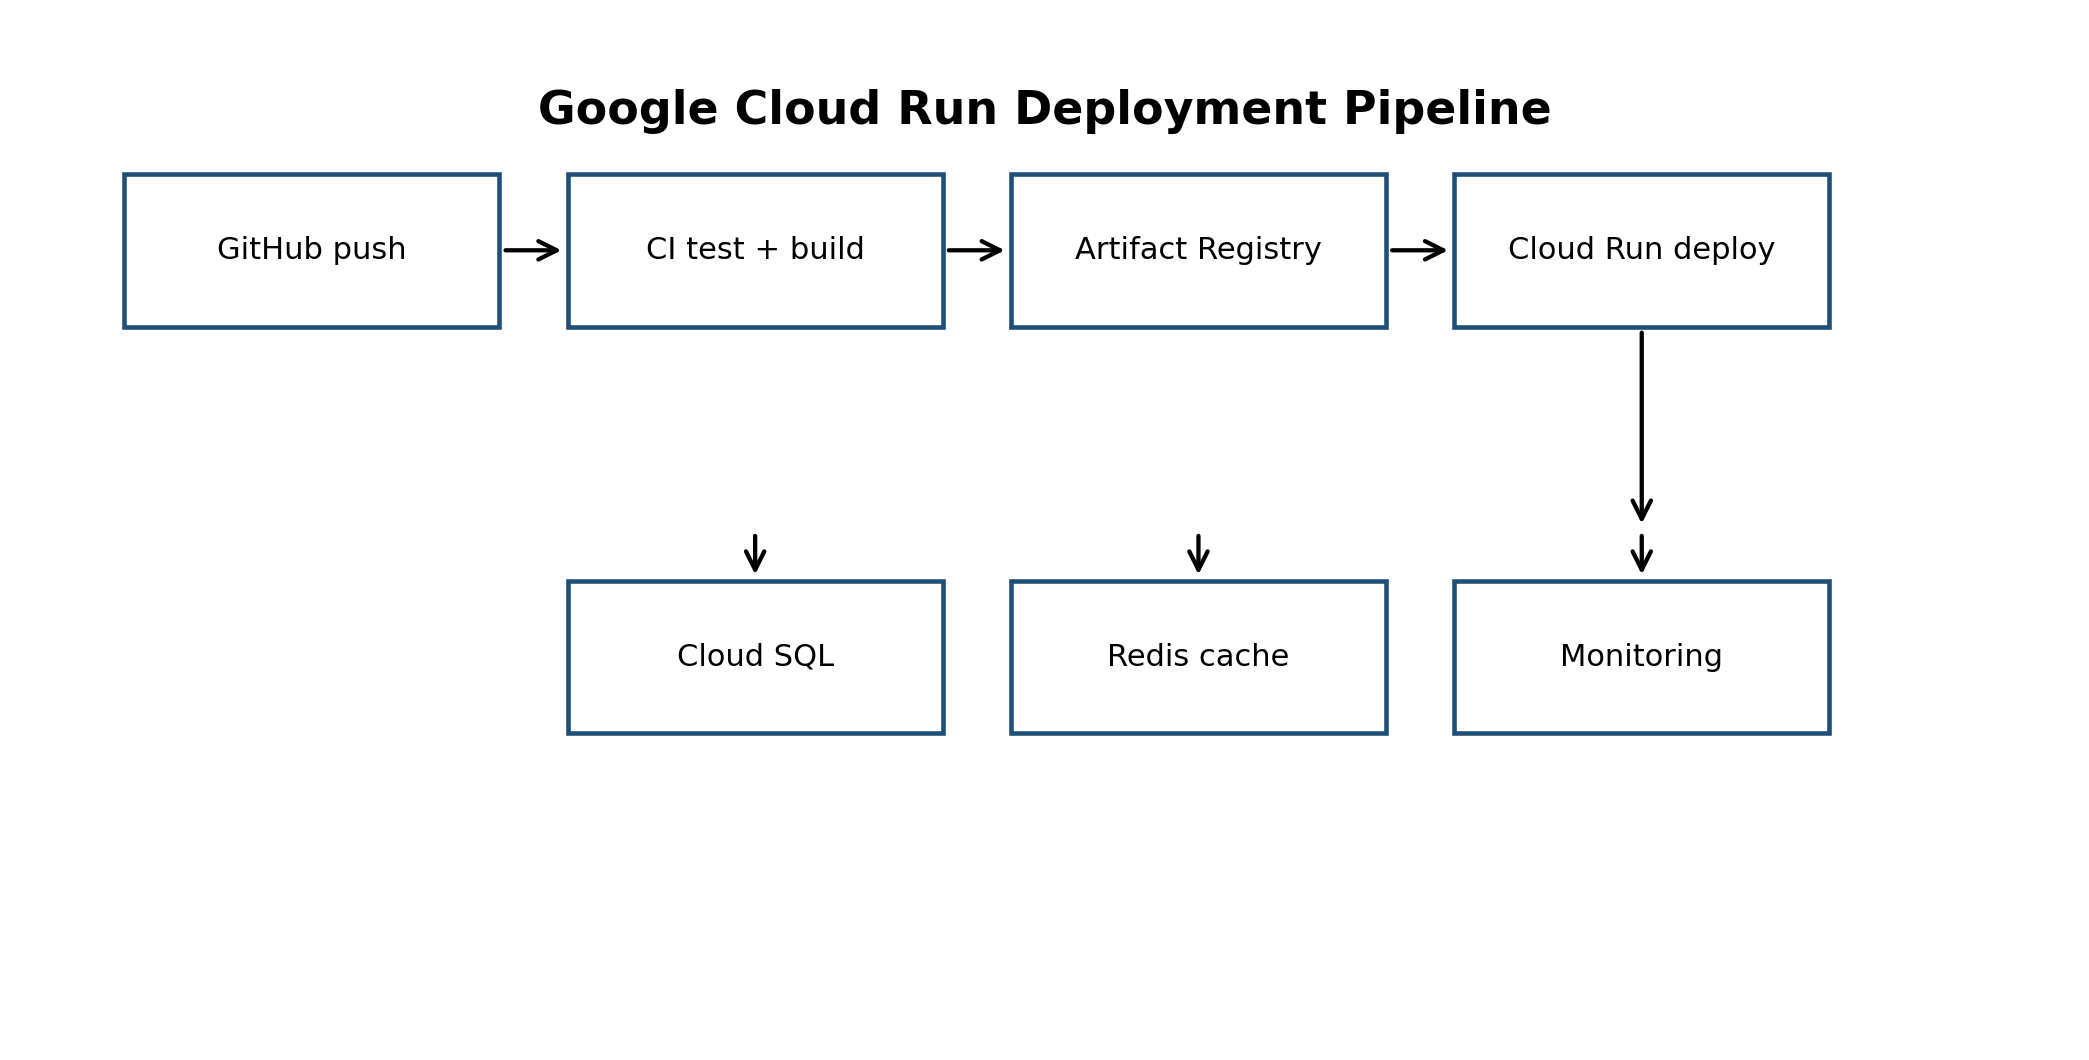 Google Cloud Run Deployment Pipeline
GitHub push
CI test + build
Artifact Registry
Cloud Run deploy
Cloud SQL
Redis cache
Monitoring